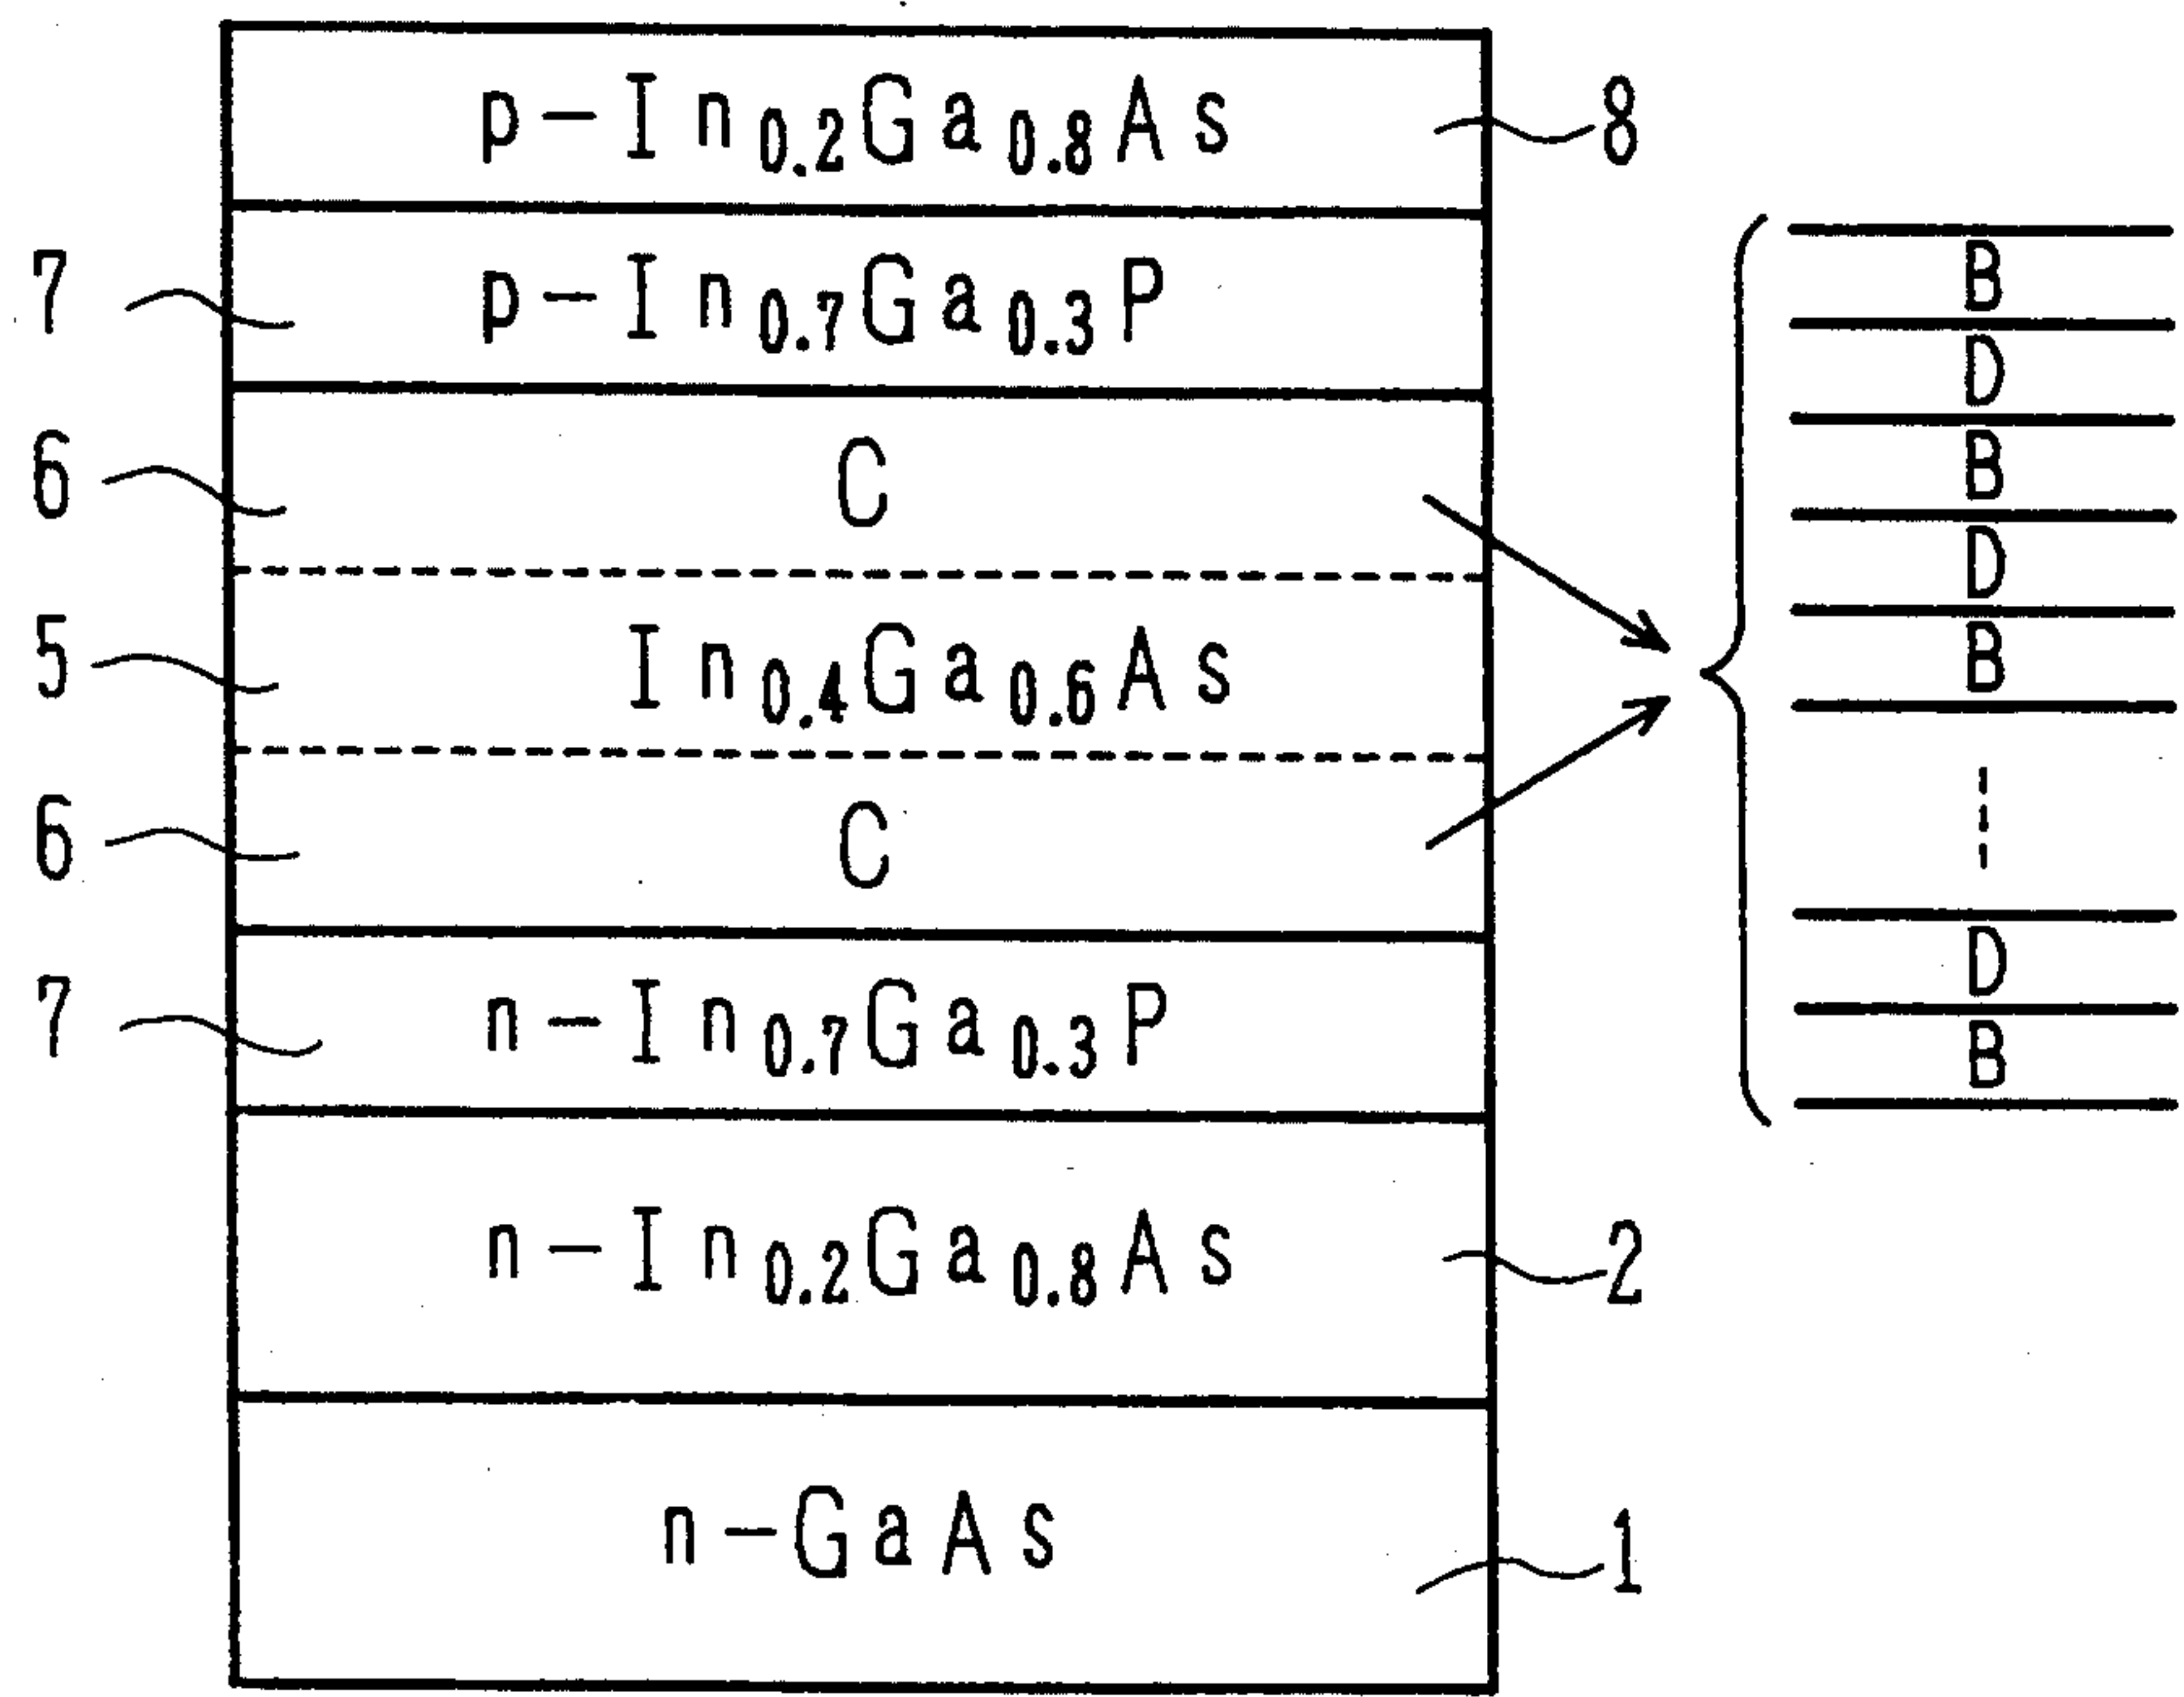 p-In0.2Ga0.8As 8
7 p-In0.7Ga0.3P
6 C
5 In0.4Ga0.6As
6 C
7 n-In0.7Ga0.3P
n-In0.2Ga0.8As 2
n-GaAs 1
B
D
B
D
B
D
B